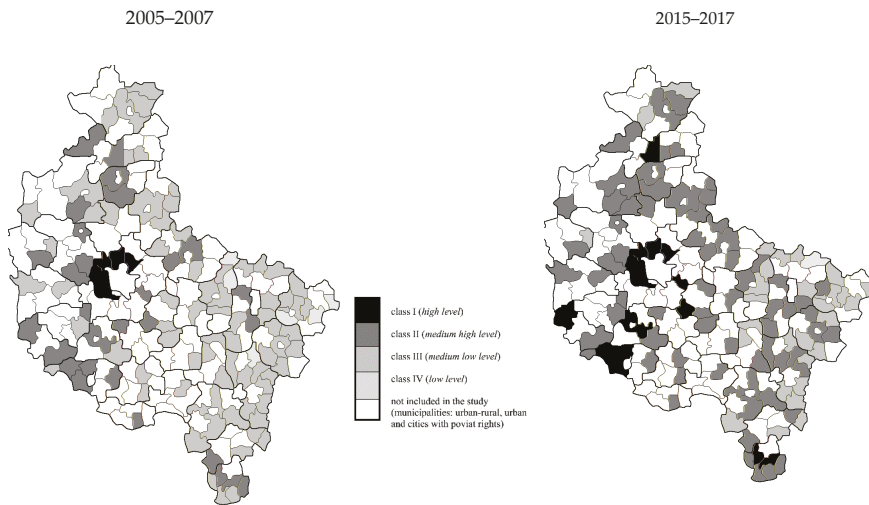 2005–2007
2015–2017
class I (high level)
class II (medium high level)
class III (medium low level)
class IV (low level)
not included in the study
(municipalities: urban-rural, urban
and cities with poviat rights)